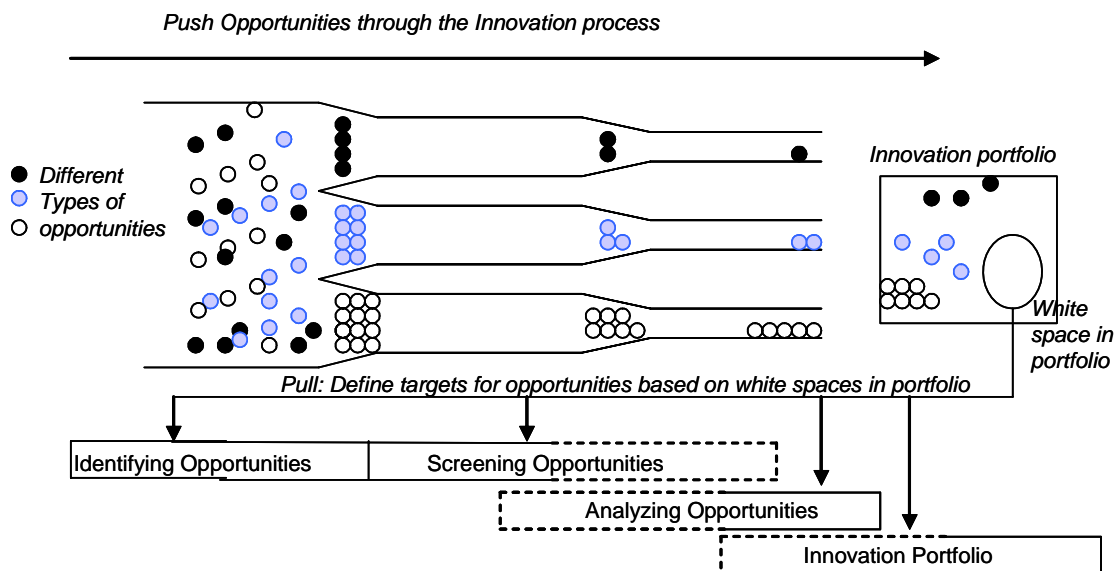 Push Opportunities through the Innovation process
Different
Types of
opportunities
Innovation portfolio
White
space in
portfolio
Pull: Define targets for opportunities based on white spaces in portfolio
Identifying Opportunities
Screening Opportunities
Analyzing Opportunities
Innovation Portfolio